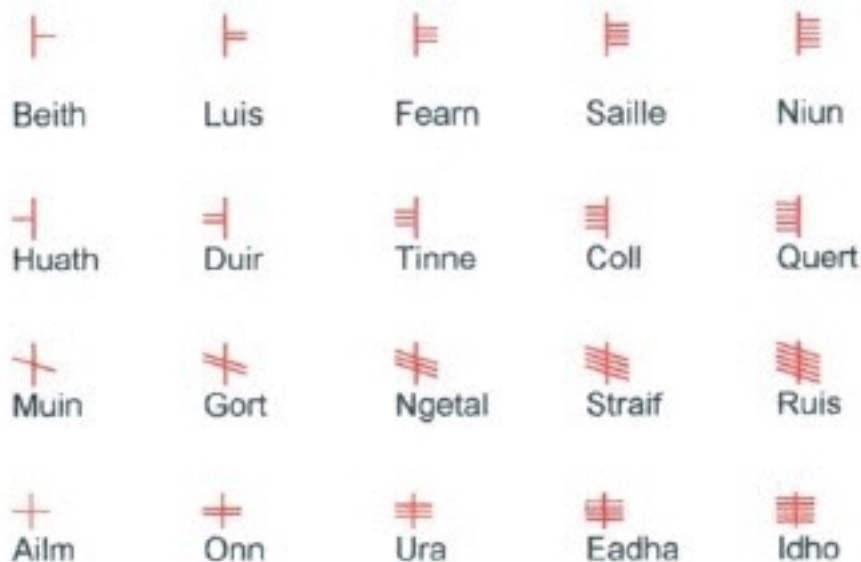 Beith Luis Fearn Saille Niun
Huath Duir Tinne Coll Quert
Muin Gort Ngetal Straif Ruis
Ailm Onn Ura Eadha Idho